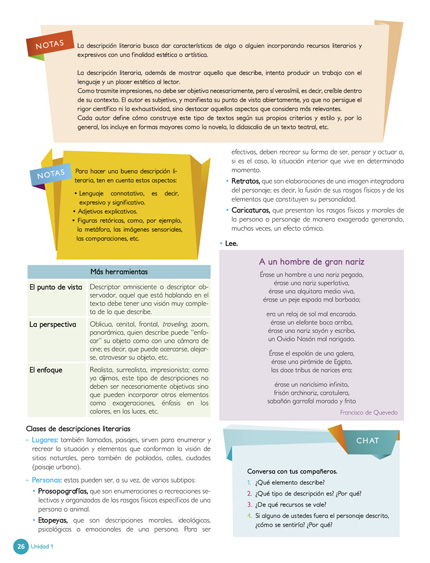 NOTAS
La descripción literaria busca dar características de algo o alguien incorporando recursos literarios y
expresivos con una finalidad estética o artística.
La descripción literaria, además de mostrar aquello que describe, intenta producir un trabajo con el
lenguaje y un placer estético al lector.
Como trasmite impresiones, no debe ser objetiva necesariamente, pero sí verosímil, es decir, creíble dentro
de su contexto. El autor es subjetivo, y manifiesta su punto de vista abiertamente, ya que no persigue el
rigor científico ni la exhaustividad, sino destacar aquellos aspectos que considera más relevantes.
Cada autor define cómo construye este tipo de textos según sus propios criterios y estilo y, por lo
general, los incluye en formas mayores como la novela, la didascalia de un texto teatral, etc.
NOTAS
Para hacer una buena descripción li-
teraria, ten en cuenta estos aspectos:
• Lenguaje connotativo, es decir,
expresivo y significativo.
• Adjetivos explicativos.
• Figuras retóricas, como, por ejemplo,
la metáfora, las imágenes sensoriales,
las comparaciones, etc.
Más herramientas
El punto de vista
Descriptor omnisciente o descriptor ob-
servador, aquel que está hablando en el
texto debe tener una visión muy comple-
ta de lo que describe.
La perspectiva
Oblicua, cenital, frontal, traveling, zoom,
panorámica, quien describe puede "enfo-
car" su objeto como con una cámara de
cine; es decir, que puede acercarse, alejar-
se, atravesar su objeto, etc.
El enfoque
Realista, surrealista, impresionista; como
ya dijimos, este tipo de descripciones no
deben ser necesariamente objetivas sino
que pueden incorporar otros elementos
como exageraciones, énfasis en los
colores, en las luces, etc.
Clases de descripciones literarias
– Lugares: también llamadas, paisajes, sirven para enumerar y
recrear la situación y elementos que conforman la visión de
sitios naturales, pero también de poblados, calles, ciudades
(paisaje urbano).
– Personas: estas pueden ser, a su vez, de varios subtipos:
• Prosopografías, que son enumeraciones o recreaciones se-
lectivas y organizadas de los rasgos físicos específicos de una
persona o animal.
• Etopeyas, que son descripciones morales, ideológicas,
psicológicas o emocionales de una persona. Para ser
efectivas, deben recrear su forma de ser, pensar y actuar o,
si es el caso, la situación interior que vive en determinado
momento.
• Retratos, que son elaboraciones de una imagen integradora
del personaje; es decir, la fusión de sus rasgos físicos y de los
elementos que constituyen su personalidad.
• Caricaturas, que presentan los rasgos físicos y morales de
la persona o personaje de manera exagerada generando,
muchas veces, un efecto cómico.
• Lee.
A un hombre de gran nariz
Érase un hombre a una nariz pegado,
érase una nariz superlativa,
érase una alquitara medio viva,
érase un peje espada mal barbado;
era un reloj de sol mal encarado.
érase un elefante boca arriba,
érase una nariz sayón y escriba,
un Ovidio Nasón mal narigado.
Érase el espolón de una galera,
érase una pirámide de Egipto,
las doce tribus de narices era;
érase un naricísimo infinito,
frisón archinariz, caratulera,
sabañón garrafal morado y frito
Francisco de Quevedo
CHAT
Conversa con tus compañeros.
1. ¿Qué elemento describe?
2. ¿Qué tipo de descripción es? ¿Por qué?
3. ¿De qué recursos se vale?
4. Si alguno de ustedes fuera el personaje descrito,
¿cómo se sentiría? ¿Por qué?
26 Unidad 1